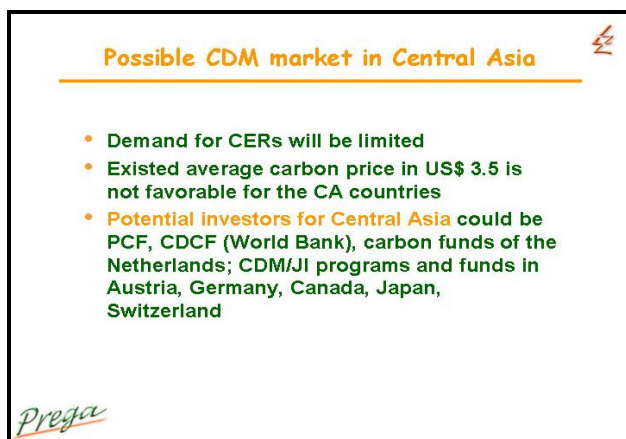 Possible CDM market in Central Asia
• Demand for CERs will be limited
• Existed average carbon price in US$ 3.5 is
not favorable for the CA countries
• Potential investors for Central Asia could be
PCF, CDCF (World Bank), carbon funds of the
Netherlands; CDM/JI programs and funds in
Austria, Germany, Canada, Japan,
Switzerland
Prega